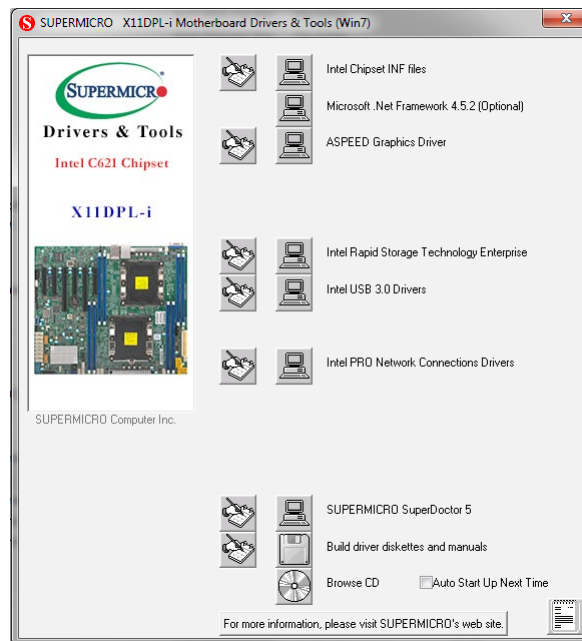 SUPERMICRO X11DPL-i Motherboard Drivers & Tools (Win7)
SUPERMICRO
Drivers & Tools
Intel C621 Chipset
X11DPL-i
SUPERMICRO Computer Inc.
Intel Chipset INF files
Microsoft .Net Framework 4.5.2 (Optional)
ASPEED Graphics Driver
Intel Rapid Storage Technology Enterprise
Intel USB 3.0 Drivers
Intel PRO Network Connections Drivers
SUPERMICRO SuperDoctor 5
Build driver diskettes and manuals
Browse CD Auto Start Up Next Time
For more information, please visit SUPERMICRO's web site.